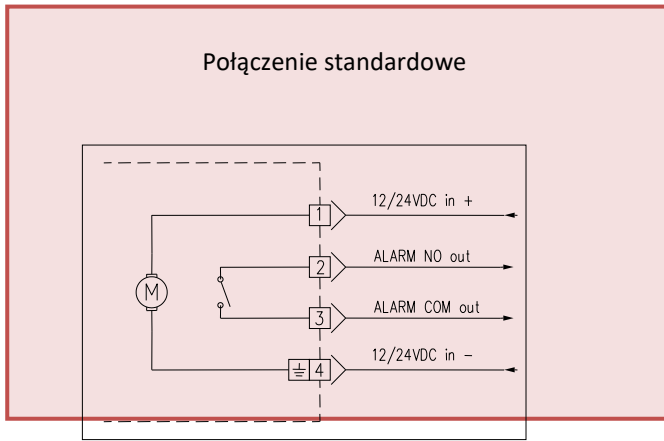 Połączenie standardowe
1 12/24VDC in +
2 ALARM NO out
M
3 ALARM COM out
4 12/24VDC in −